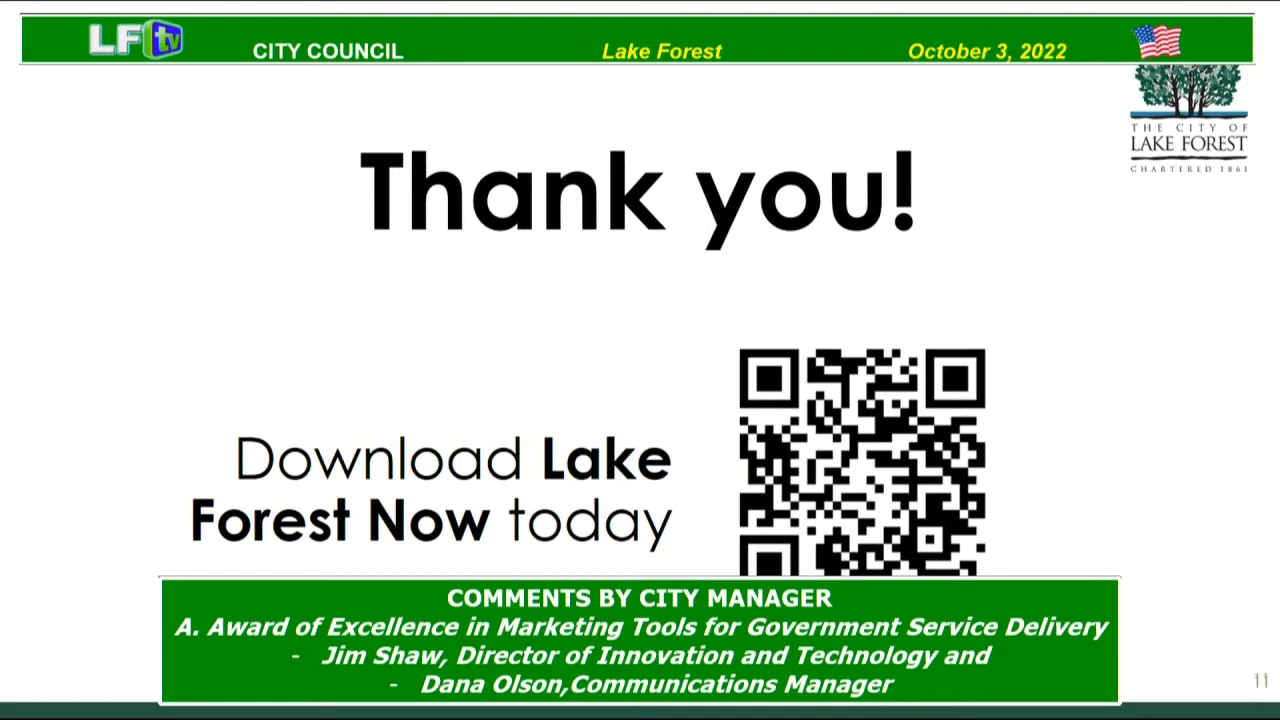 LFtv
CITY COUNCIL
Lake Forest
October 3, 2022
THE CITY OF
LAKE FOREST
CHARTERED 1861
Thank you!
Download Lake
Forest Now today
COMMENTS BY CITY MANAGER
A. Award of Excellence in Marketing Tools for Government Service Delivery
- Jim Shaw, Director of Innovation and Technology and
- Dana Olson,Communications Manager
11